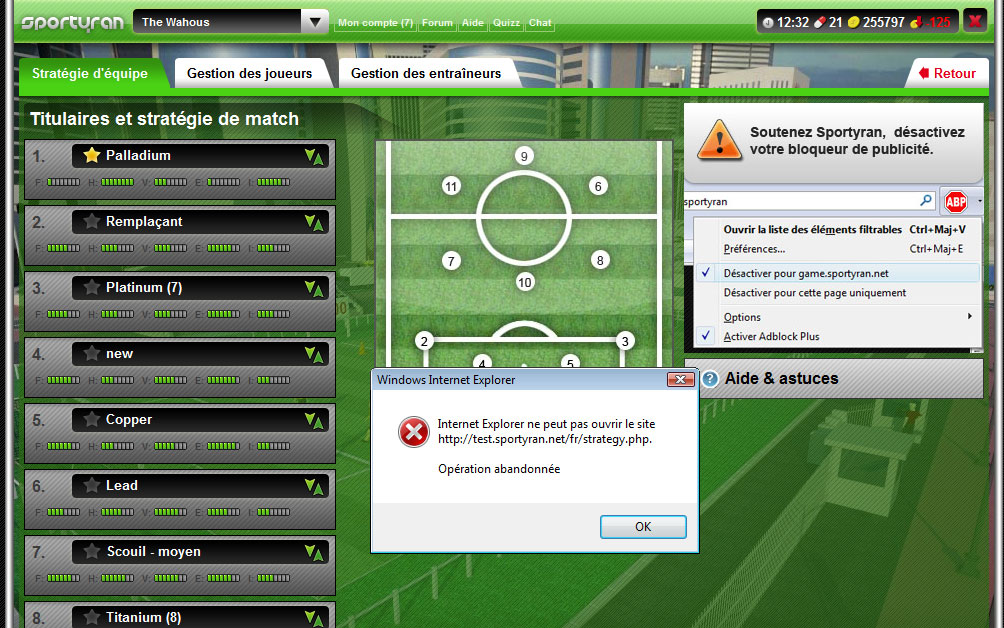 sportyran
The Wahous
Mon compte (7) Forum Aide Quizz Chat
12:32 21 255797 -125
Stratégie d'équipe
Gestion des joueurs
Gestion des entraîneurs
Retour
Titulaires et stratégie de match
1. Palladium
F: H: V: E: I:
2. Remplaçant
F: H: V: E: I:
3. Platinum (7)
F: H: V: E: I:
4. new
F: H: V: E: I:
5. Copper
F: H: V: E: I:
6. Lead
F: H: V: E: I:
7. Scouil - moyen
F: H: V: E: I:
8. Titanium (8)
9
11 6
7 8
10
2 3
4 5
Soutenez Sportyran, désactivez
votre bloqueur de publicité.
sportyran
ABP
Ouvrir la liste des éléments filtrables Ctrl+Maj+V
Préférences... Ctrl+Maj+E
Désactiver pour game.sportyran.net
Désactiver pour cette page uniquement
Options
Activer Adblock Plus
? Aide & astuces
Windows Internet Explorer
Internet Explorer ne peut pas ouvrir le site
http://test.sportyran.net/fr/strategy.php.
Opération abandonnée
OK